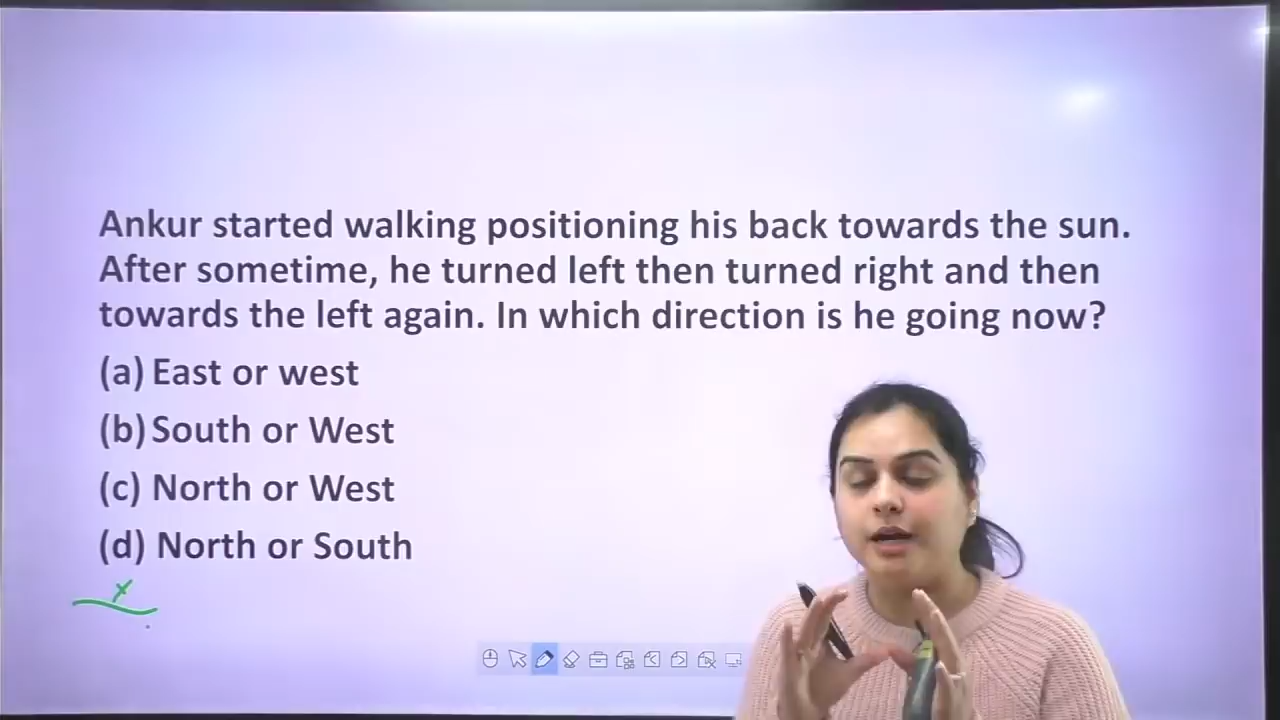 Ankur started walking positioning his back towards the sun.
After sometime, he turned left then turned right and then
towards the left again. In which direction is he going now?
(a) East or west
(b) South or West
(c) North or West
(d) North or South